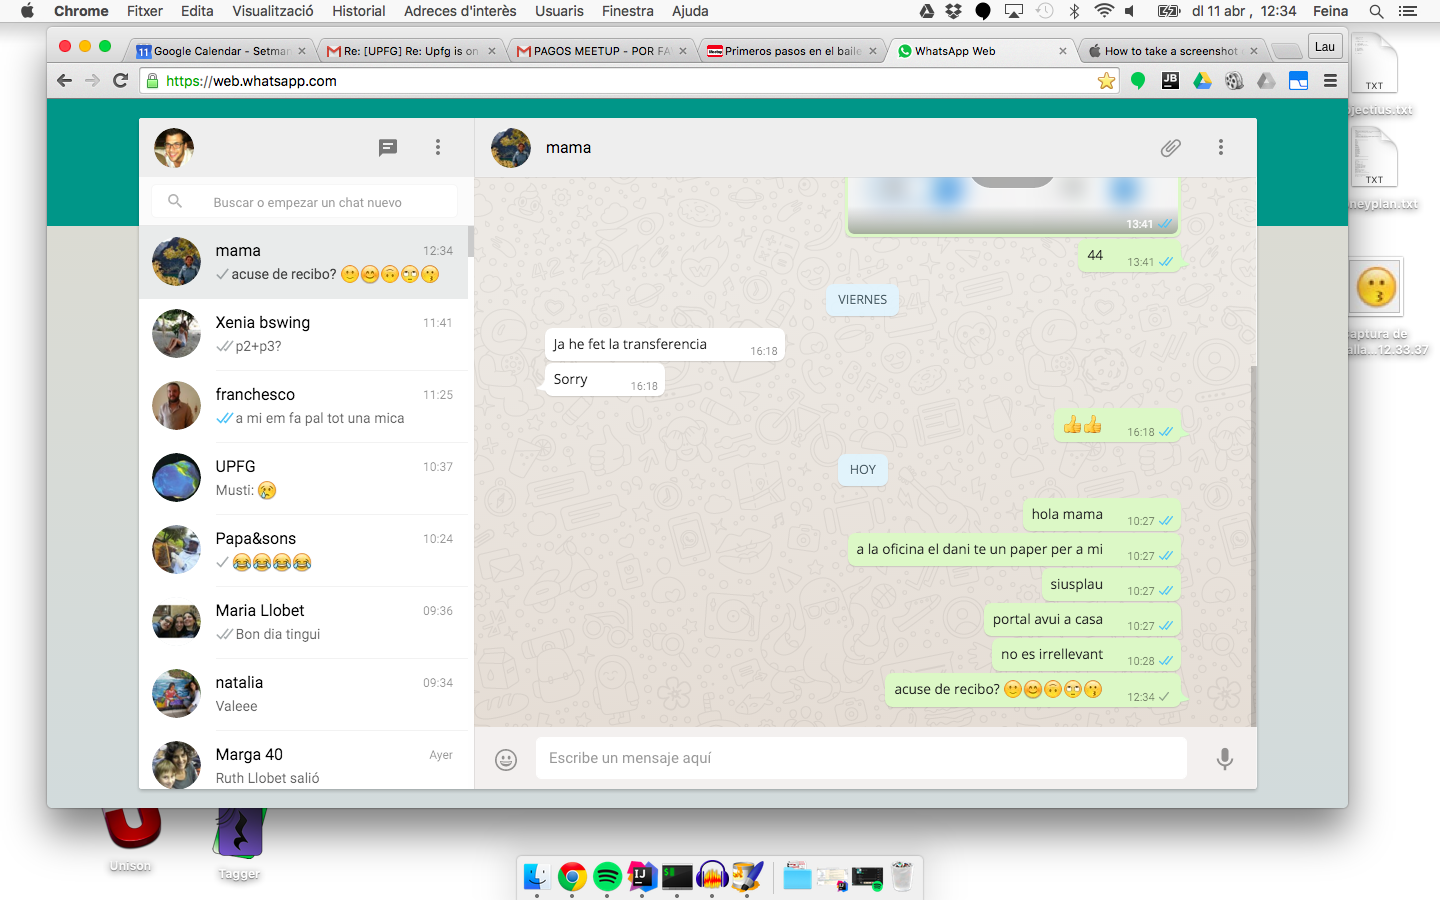 Chrome Fitxer Edita Visualització Historial Adreces d'interès Usuaris Finestra Ajuda dl 11 abr , 12:34 Feina
11 Google Calendar - Setma
Re: [UPFG] Re: Upfg is on
PAGOS MEETUP - POR FA
Primeros pasos en el baile
WhatsApp Web
How to take a screenshot
Lau
https://web.whatsapp.com
JB
mama
Buscar o empezar un chat nuevo
mama 12:34
acuse de recibo? 🙂😊🙃🙄😗
Xenia bswing 11:41
p2+p3?
franchesco 11:25
a mi em fa pal tot una mica
UPFG 10:37
Musti: 😢
Papa&sons 10:24
😂😂😂😂
Maria Llobet 09:36
Bon dia tingui
natalia 09:34
Valeee
Marga 40 Ayer
Ruth Llobet salió
13:41
44 13:41
VIERNES
Ja he fet la transferencia 16:18
Sorry 16:18
👍👍 16:18
HOY
hola mama 10:27
a la oficina el dani te un paper per a mi 10:27
siusplau 10:27
portal avui a casa 10:27
no es irrellevant 10:28
acuse de recibo? 🙂😊🙃🙄😗 12:34
Escribe un mensaje aquí
TXT
ojectius.txt
TXT
neyplan.txt
captura de
alla...12.33.37
Unison
Tagger
IJ